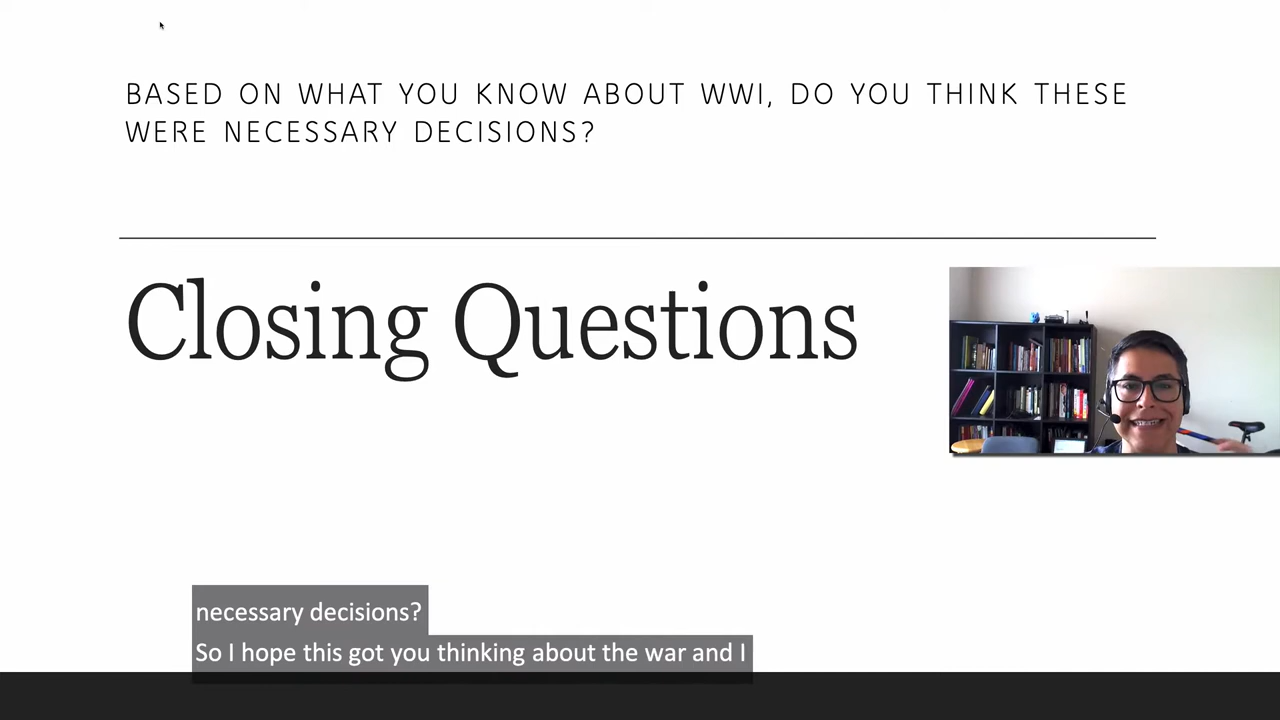 BASED ON WHAT YOU KNOW ABOUT WWI, DO YOU THINK THESE
WERE NECESSARY DECISIONS?
Closing Questions
necessary decisions?
So I hope this got you thinking about the war and I